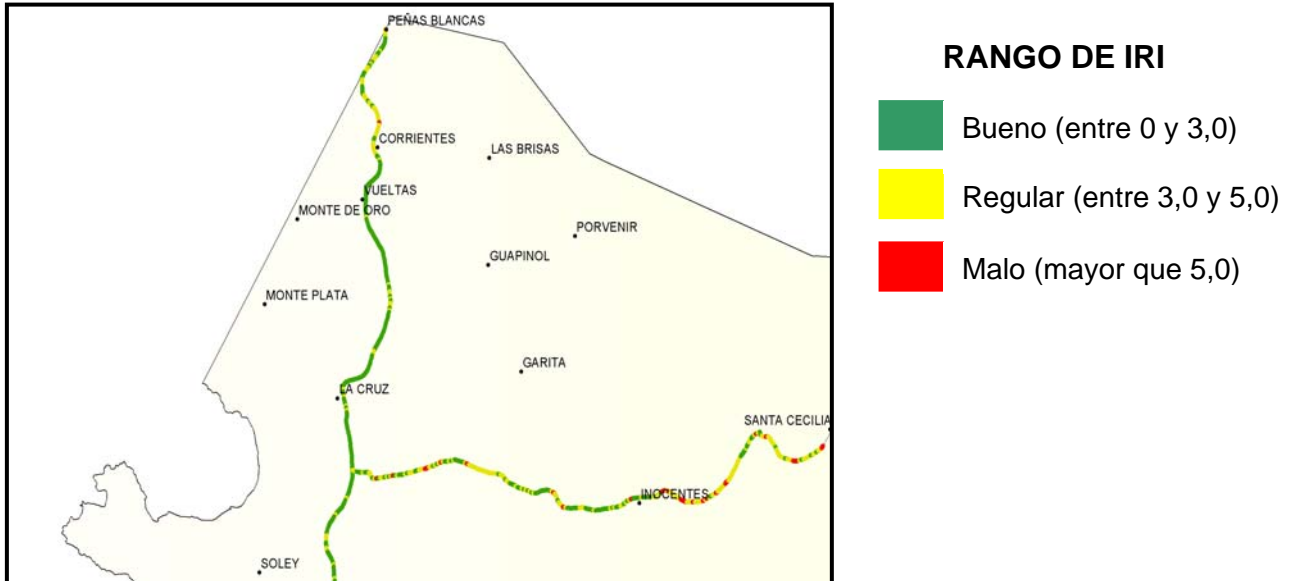 PEÑAS BLANCAS
CORRIENTES
LAS BRISAS
VUELTAS
MONTE DE ORO
PORVENIR
GUAPINOL
MONTE PLATA
GARITA
LA CRUZ
SANTA CECILIA
INOCENTES
SOLEY
RANGO DE IRI
Bueno (entre 0 y 3,0)
Regular (entre 3,0 y 5,0)
Malo (mayor que 5,0)